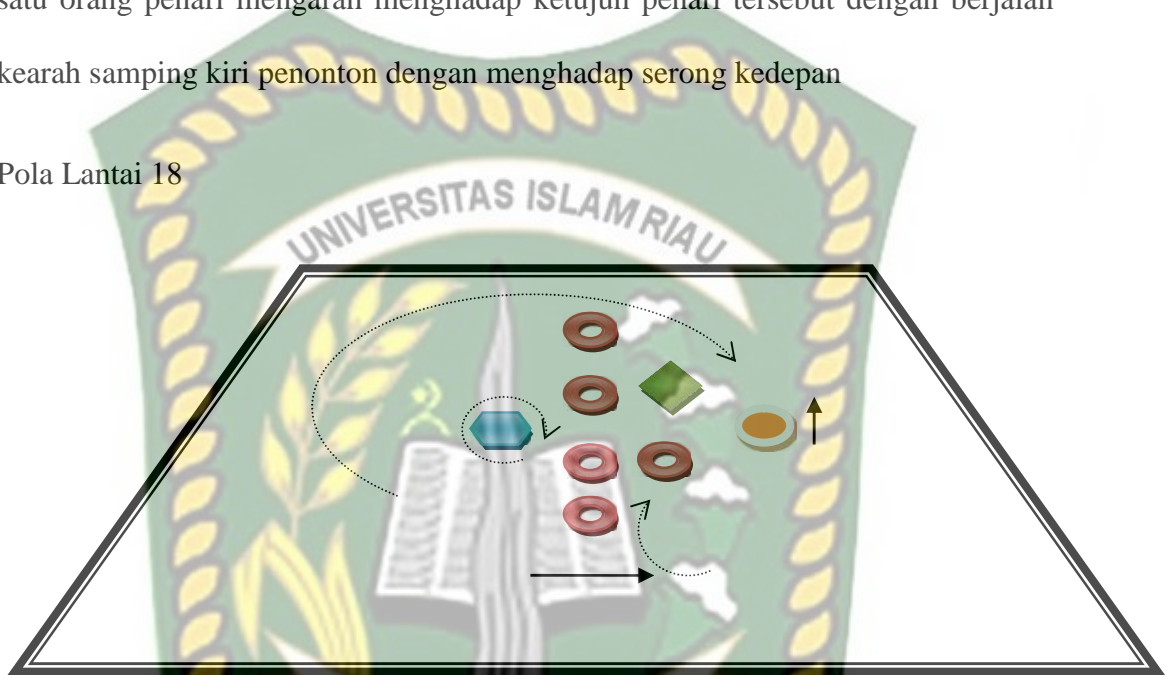 satu orang penari mengarah menghadap ketujuh penari tersebut dengan berjalan
kearah samping kiri penonton dengan menghadap serong kedepan
Pola Lantai 18
UNIVERSITAS ISLAM RIAU